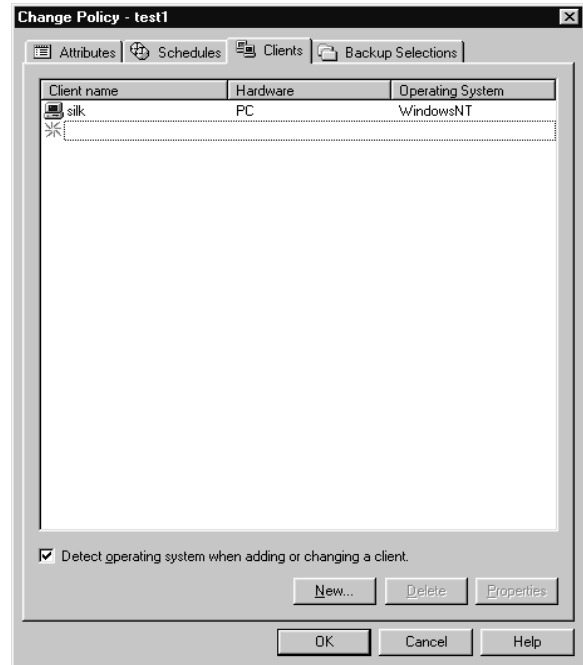 Change Policy - test1
Attributes Schedules Clients Backup Selections
Client name Hardware Operating System
silk PC WindowsNT
Detect operating system when adding or changing a client.
New... Delete Properties
OK Cancel Help